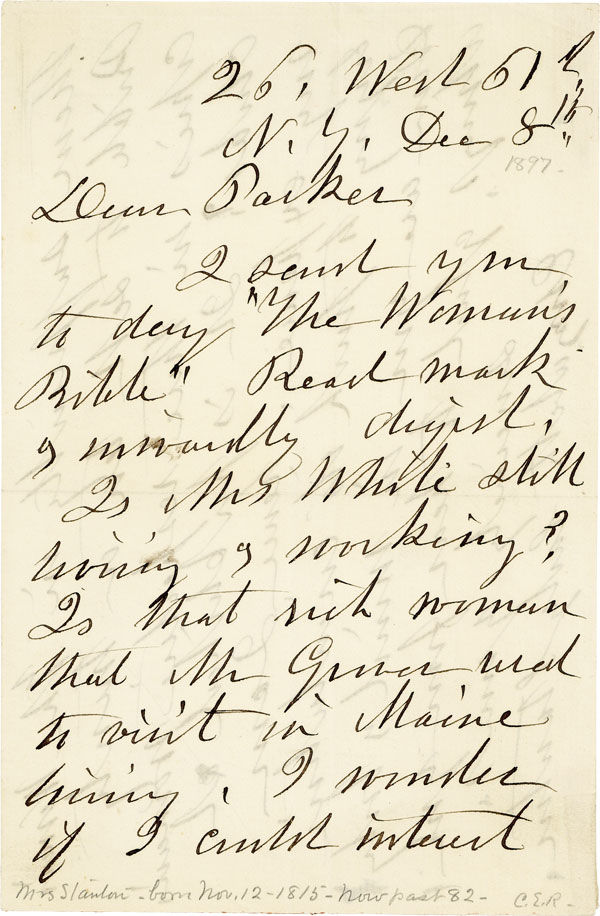 26, West 61st,
N. Y. Dec 8th,
1897.
Dear Parker
I send you
to day "The Woman's
Bible" Read mark
& inwardly digest.
Is Mrs White still
living & working?
Is that rich woman
that Mr used
to visit in Maine
living, I wonder
if I could interest
Mrs Stanton - born Nov. 12 - 1815 - Now past 82 - C.E.R. -